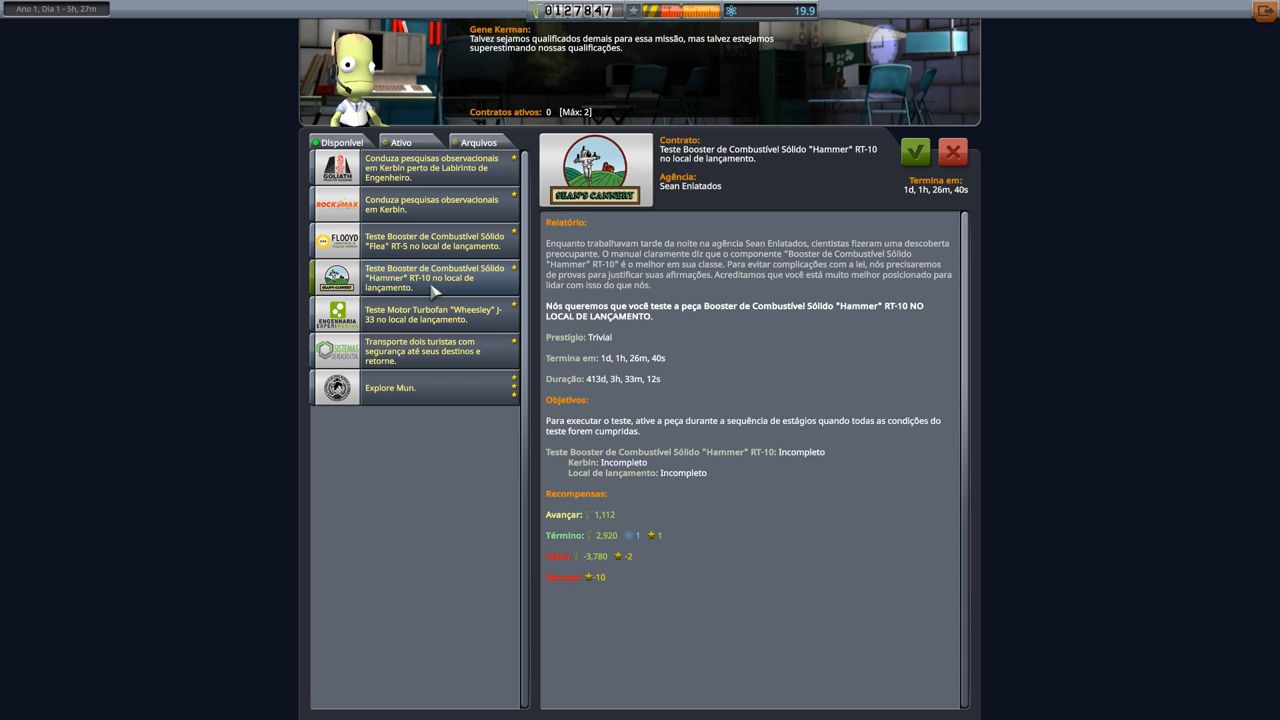 Ano 1, Dia 1 - 5h, 27m
0127847
19.9
Gene Kerman:
Talvez sejamos qualificados demais para essa missão, mas talvez estejamos
superestimando nossas qualificações.
Contratos ativos: 0 [Máx: 2]
Disponível
Ativo
Arquivos
GOLIATH
Conduza pesquisas observacionais
em Kerbin perto de Labirinto de
Engenheiro.
ROCKOMAX
Conduza pesquisas observacionais
em Kerbin.
FLOOYD
Teste Booster de Combustível Sólido
"Flea" RT-5 no local de lançamento.
Teste Booster de Combustível Sólido
"Hammer" RT-10 no local de
lançamento.
ENGENHARIA
EXPERIMENTAL
Teste Motor Turbofan "Wheesley" J-
33 no local de lançamento.
Transporte dois turistas com
segurança até seus destinos e
retorne.
Explore Mun.
SEAN'S CANNERY
Contrato:
Teste Booster de Combustível Sólido "Hammer" RT-10
no local de lançamento.
Agência:
Sean Enlatados
Termina em:
1d, 1h, 26m, 40s
Relatório:
Enquanto trabalhavam tarde da noite na agência Sean Enlatados, cientistas fizeram uma descoberta
preocupante. O manual claramente diz que o componente "Booster de Combustível Sólido
"Hammer" RT-10" é o melhor em sua classe. Para evitar complicações com a lei, nós precisaremos
de provas para justificar suas afirmações. Acreditamos que você está muito melhor posicionado para
lidar com isso do que nós.
Nós queremos que você teste a peça Booster de Combustível Sólido "Hammer" RT-10 NO
LOCAL DE LANÇAMENTO.
Prestígio: Trivial
Termina em: 1d, 1h, 26m, 40s
Duração: 413d, 3h, 33m, 12s
Objetivos:
Para executar o teste, ative a peça durante a sequência de estágios quando todas as condições do
teste forem cumpridas.
Teste Booster de Combustível Sólido "Hammer" RT-10: Incompleto
Kerbin: Incompleto
Local de lançamento: Incompleto
Recompensas:
Avançar: 1,112
Término: 2,920 1 1
-3,780 -2
-10